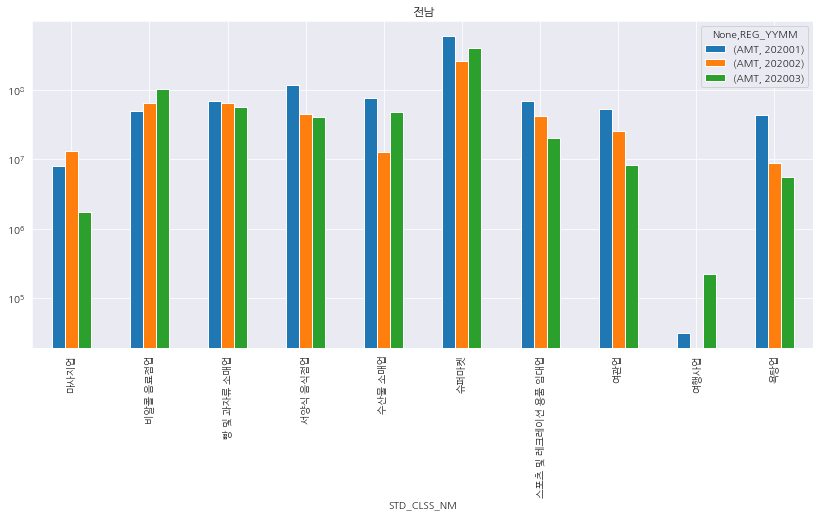 전남
None,REG_YYMM
(AMT, 202001)
(AMT, 202002)
(AMT, 202003)
10⁸
10⁷
10⁶
10⁵
마사지업
비알콜 음료점업
빵 및 과자류 소매업
서양식 음식점업
수산물 소매업
슈퍼마켓
스포츠 및 레크레이션 용품 임대업
여관업
여행사업
욕탕업
STD_CLSS_NM